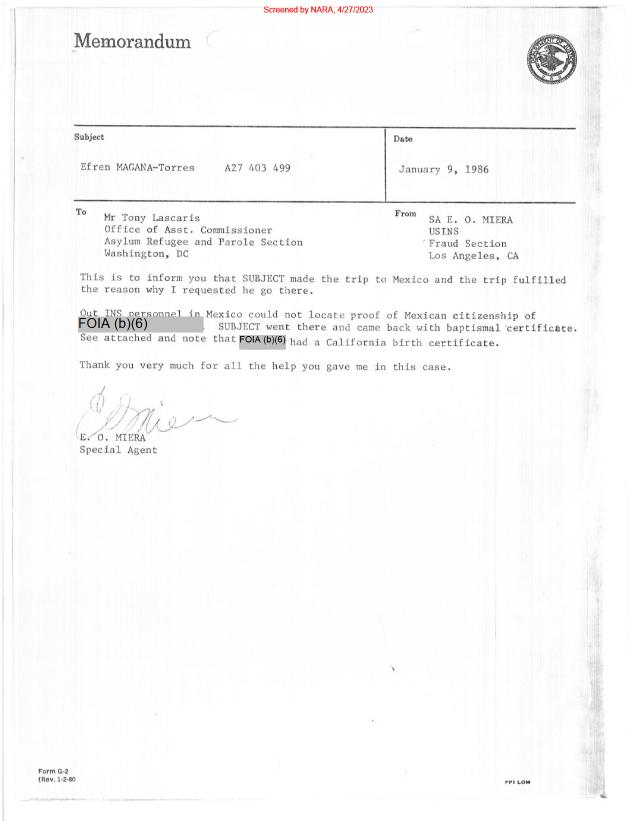 Screened by NARA, 4/27/2023
Memorandum
Subject
Date
Efren MAGANA-Torres A27 403 499
January 9, 1986
To
Mr Tony Lascaris
Office of Asst. Commissioner
Asylum Refugee and Parole Section
Washington, DC
From
SA E. O. MIERA
USINS
Fraud Section
Los Angeles, CA
This is to inform you that SUBJECT made the trip to Mexico and the trip fulfilled
the reason why I requested he go there.
Out INS personnel in Mexico could not locate proof of Mexican citizenship of
FOIA (b)(6) . SUBJECT went there and came back with baptismal certificate.
See attached and note that FOIA (b)(6) had a California birth certificate.
Thank you very much for all the help you gave me in this case.
E. O. MIERA
Special Agent
Form G-2
(Rev. 1-2-80
FPI LOM